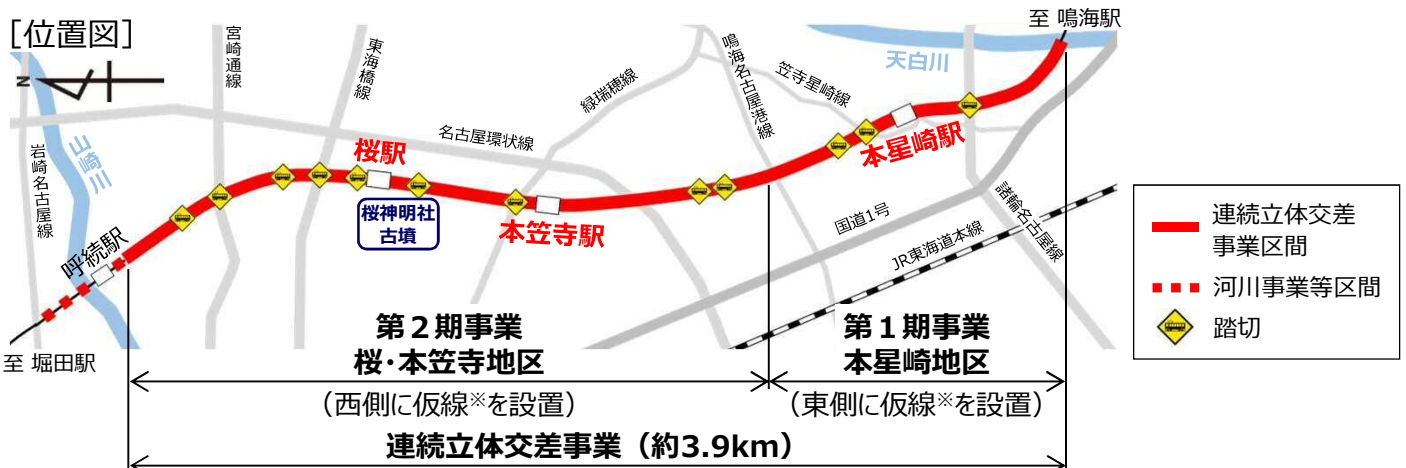 [位置図]
N
岩崎名古屋線
山崎川
宮崎通線
東海橋線
名古屋環状線
緑瑞穂線
鳴海名古屋港線
笠寺星崎線
天白川
至 鳴海駅
呼続駅
桜駅
桜神明社
古墳
本笠寺駅
本星崎駅
国道1号
JR東海道本線
諸輪名古屋線
至 堀田駅
第2期事業
桜・本笠寺地区
(西側に仮線※を設置)
第1期事業
本星崎地区
(東側に仮線※を設置)
連続立体交差事業(約3.9km)
連続立体交差
事業区間
河川事業等区間
踏切